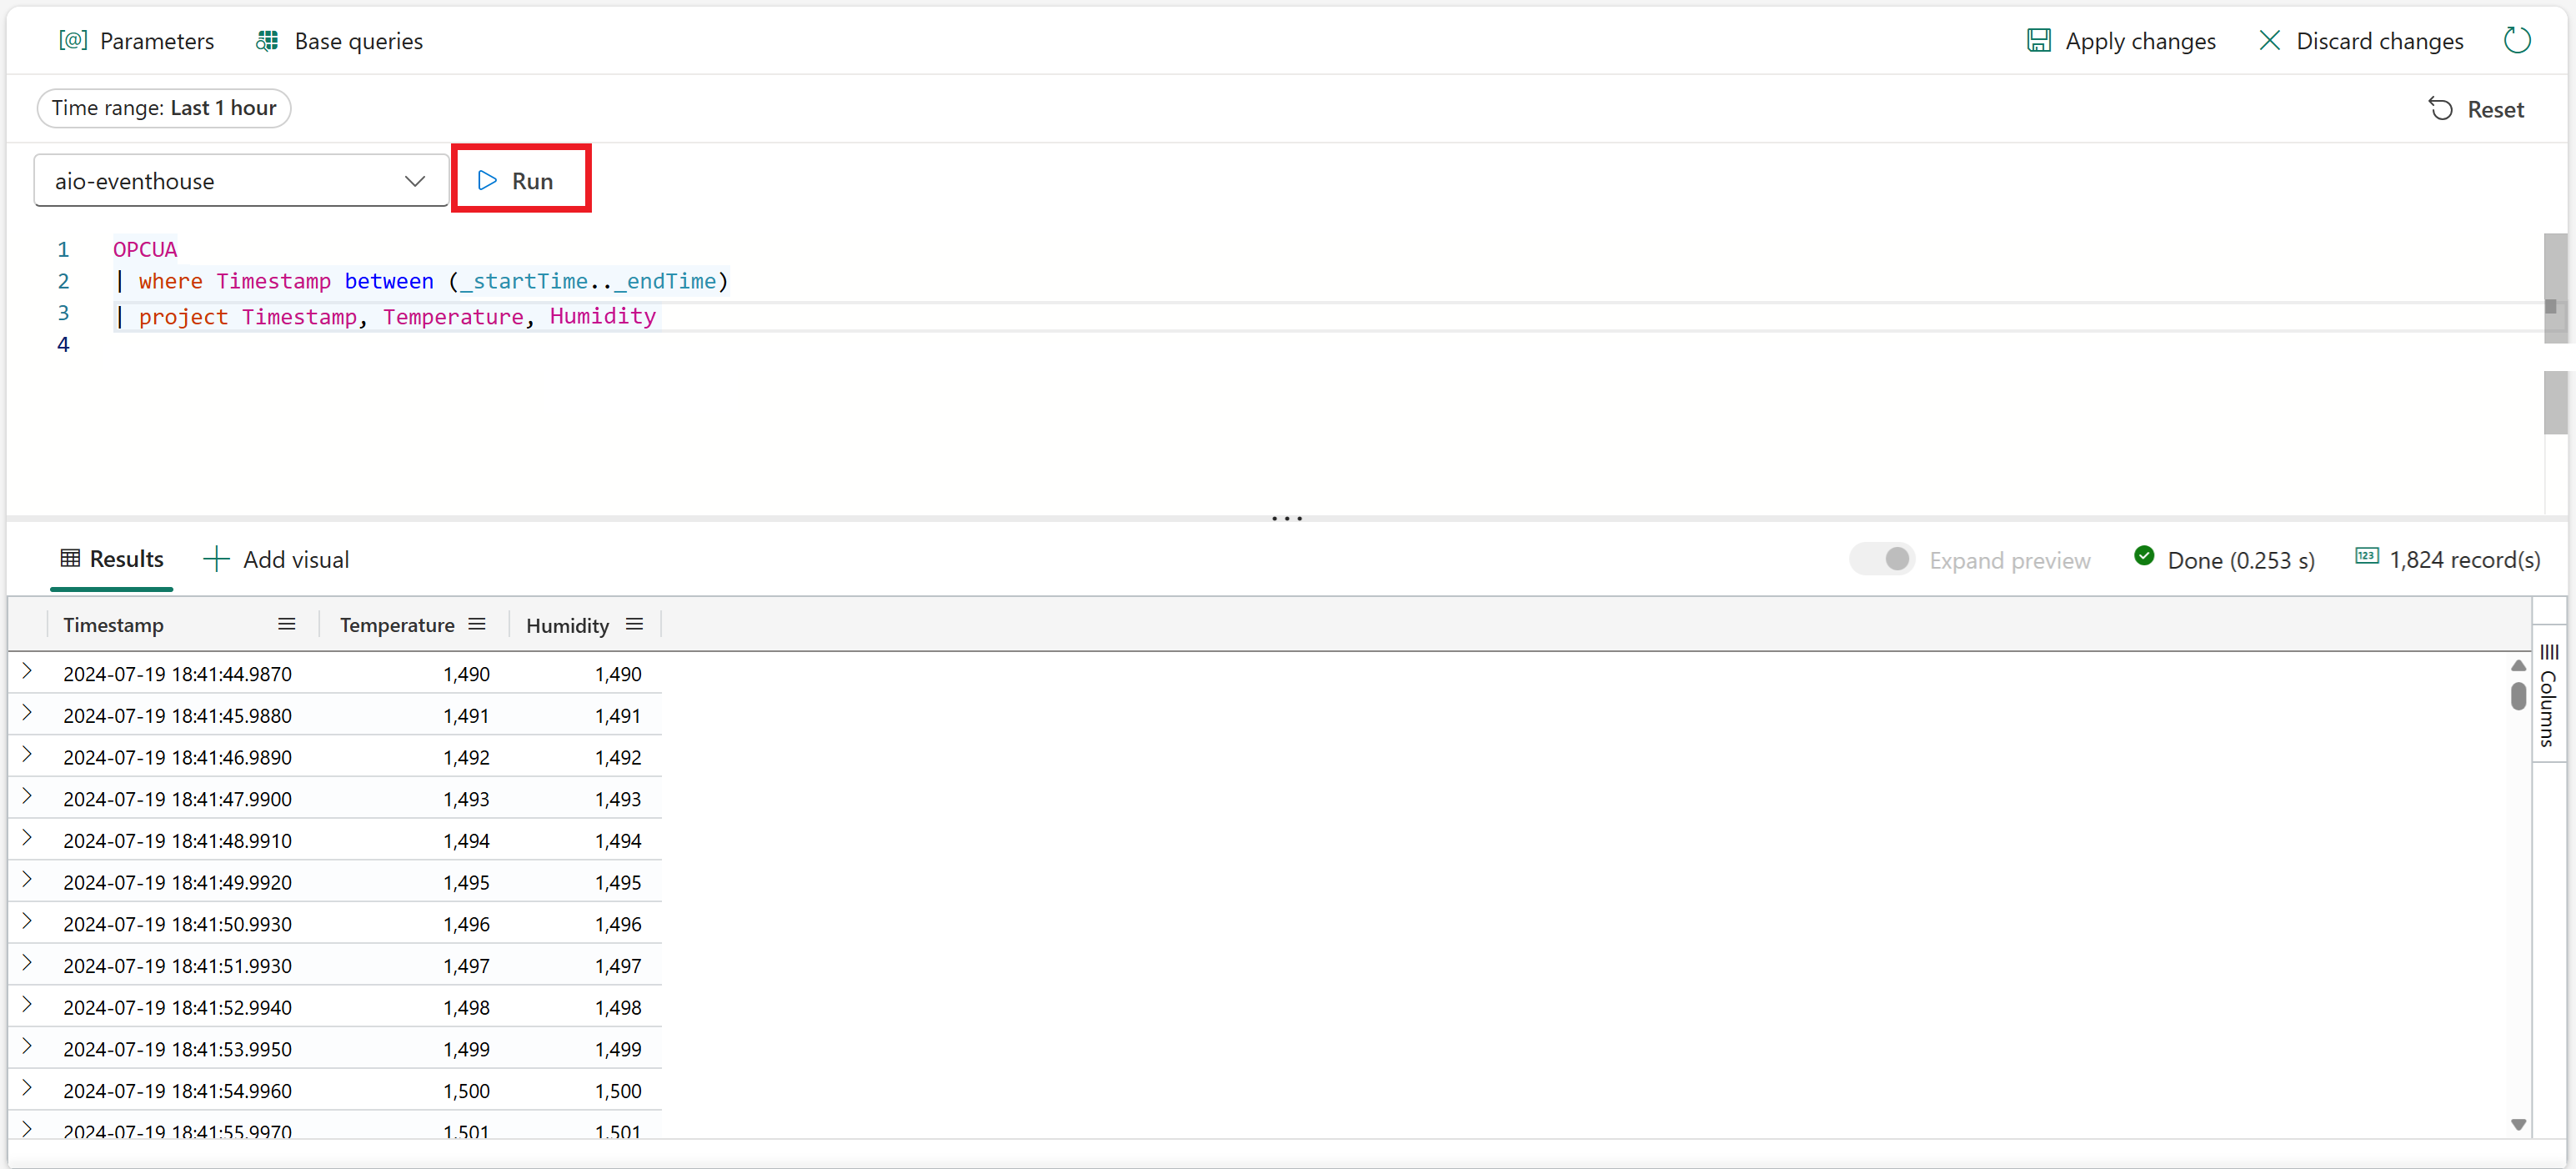 [@] Parameters Base queries Apply changes Discard changes
Time range: Last 1 hour Reset
aio-eventhouse Run
1 OPCUA
2 | where Timestamp between (_startTime.._endTime)
3 | project Timestamp, Temperature, Humidity
4
Results Add visual Expand preview Done (0.253 s) 123 1,824 record(s)
Timestamp Temperature Humidity
2024-07-19 18:41:44.9870 1,490 1,490
2024-07-19 18:41:45.9880 1,491 1,491
2024-07-19 18:41:46.9890 1,492 1,492
2024-07-19 18:41:47.9900 1,493 1,493
2024-07-19 18:41:48.9910 1,494 1,494
2024-07-19 18:41:49.9920 1,495 1,495
2024-07-19 18:41:50.9930 1,496 1,496
2024-07-19 18:41:51.9930 1,497 1,497
2024-07-19 18:41:52.9940 1,498 1,498
2024-07-19 18:41:53.9950 1,499 1,499
2024-07-19 18:41:54.9960 1,500 1,500
2024-07-19 18:41:55.9970 1,501 1,501
Columns